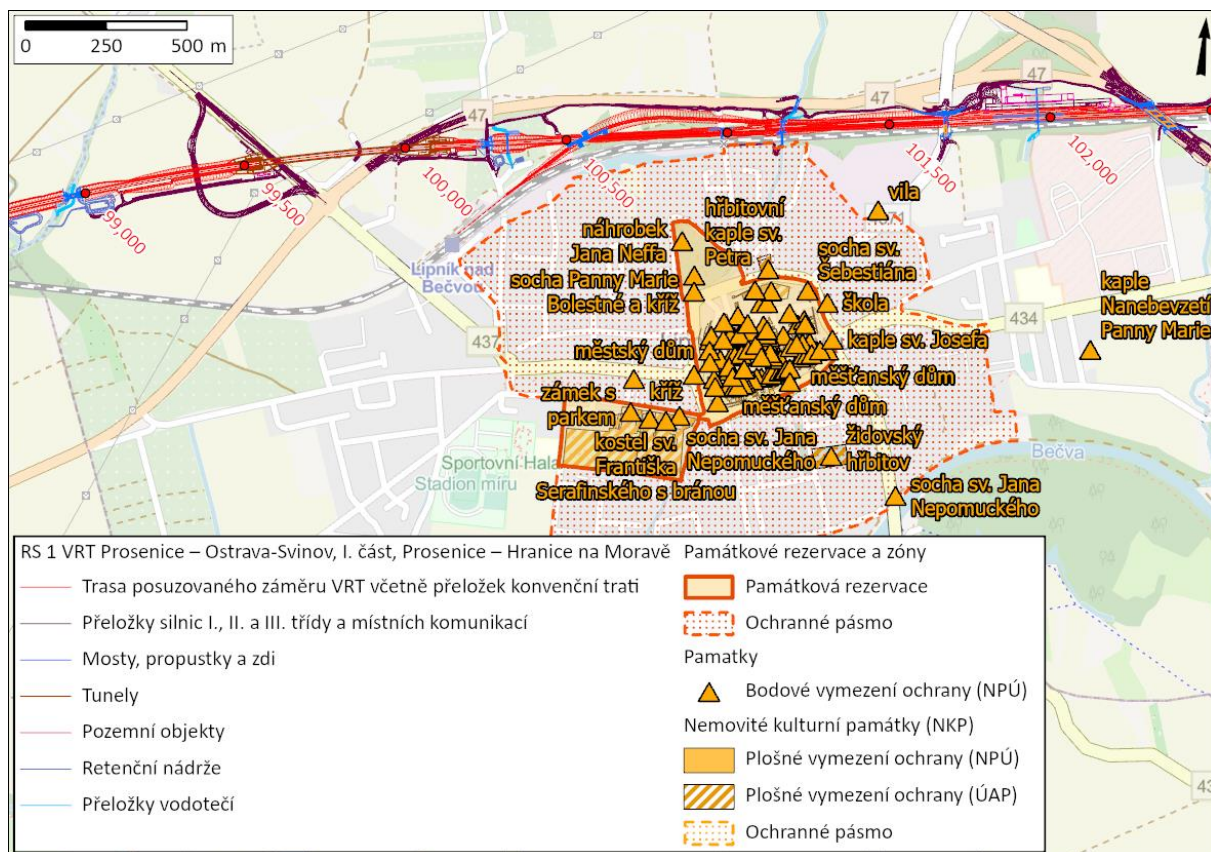 0 250 500 m
47
47
47
99,000
99,500
100,000
100,500
101,500
102,000
Lipník nad
Bečvou
vila
hřbitovní
kaple sv.
Petra
náhrobek
Jana Neffa
socha Panny Marie
Bolestné a kříž
socha sv.
Šebestiána
škola
kaple
Nanebevzetí
Panny Marie
434
437
kaple sv. Josefa
městský dům
měšťanský dům
zámek s
parkem
kříž
měšťanský dům
kostel sv.
Františka
Serafinského s bránou
socha sv. Jana
Nepomuckého
židovský
hřbitov
Bečva
Sportovní Hala
Stadion míru
socha sv. Jana
Nepomuckého
RS 1 VRT Prosenice – Ostrava-Svinov, I. část, Prosenice – Hranice na Moravě
Trasa posuzovaného záměru VRT včetně přeložek konvenční trati
Přeložky silnic I., II. a III. třídy a místních komunikací
Mosty, propustky a zdi
Tunely
Pozemní objekty
Retenční nádrže
Přeložky vodotečí
Památkové rezervace a zóny
Památková rezervace
Ochranné pásmo
Pamatky
Bodové vymezení ochrany (NPÚ)
Nemovité kulturní památky (NKP)
Plošné vymezení ochrany (NPÚ)
Plošné vymezení ochrany (ÚAP)
Ochranné pásmo